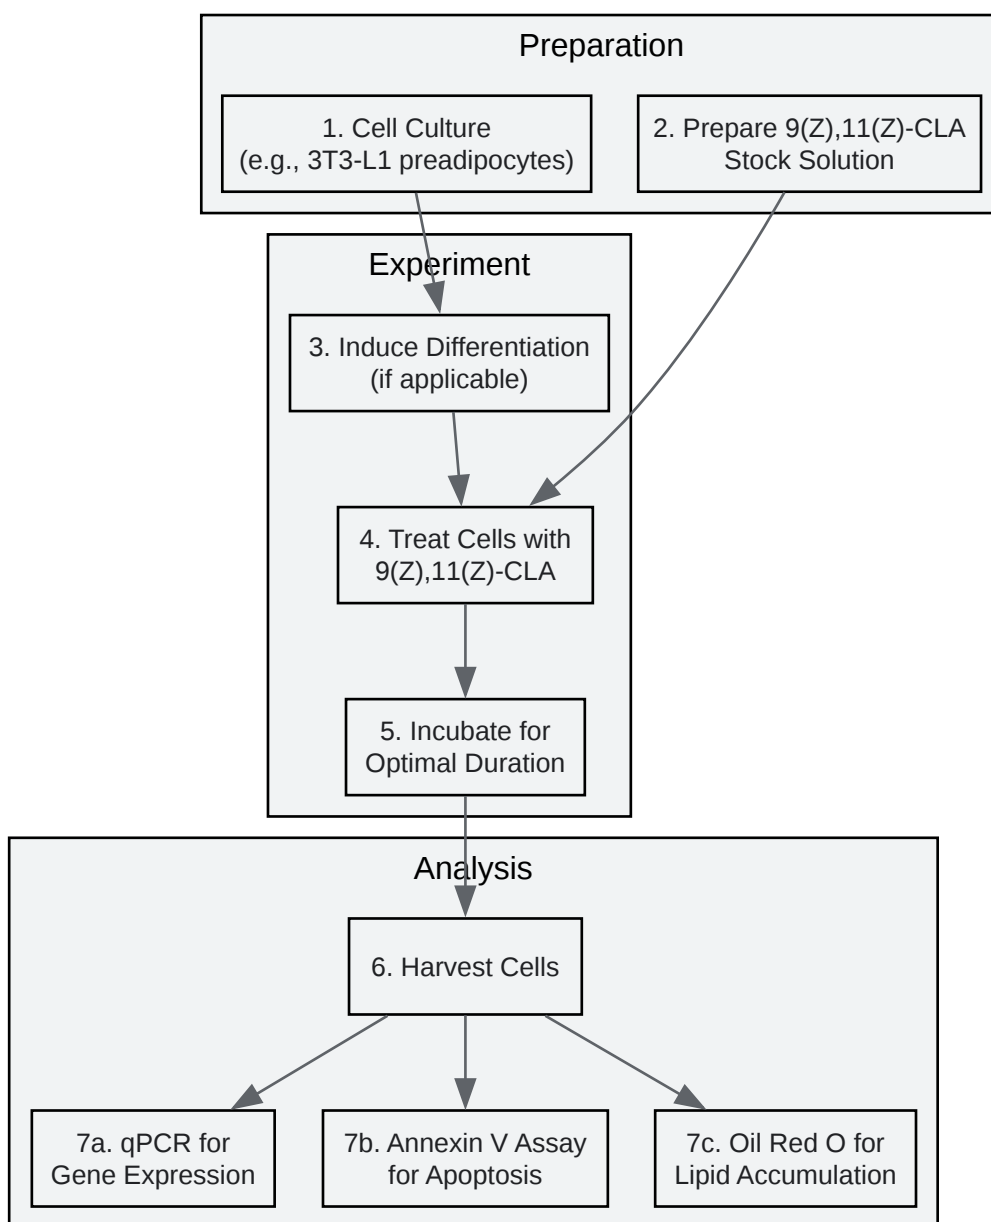 Preparation
1. Cell Culture
(e.g., 3T3-L1 preadipocytes)
2. Prepare 9(Z),11(Z)-CLA
Stock Solution
Experiment
3. Induce Differentiation
(if applicable)
4. Treat Cells with
9(Z),11(Z)-CLA
5. Incubate for
Optimal Duration
Analysis
6. Harvest Cells
7a. qPCR for
Gene Expression
7b. Annexin V Assay
for Apoptosis
7c. Oil Red O for
Lipid Accumulation